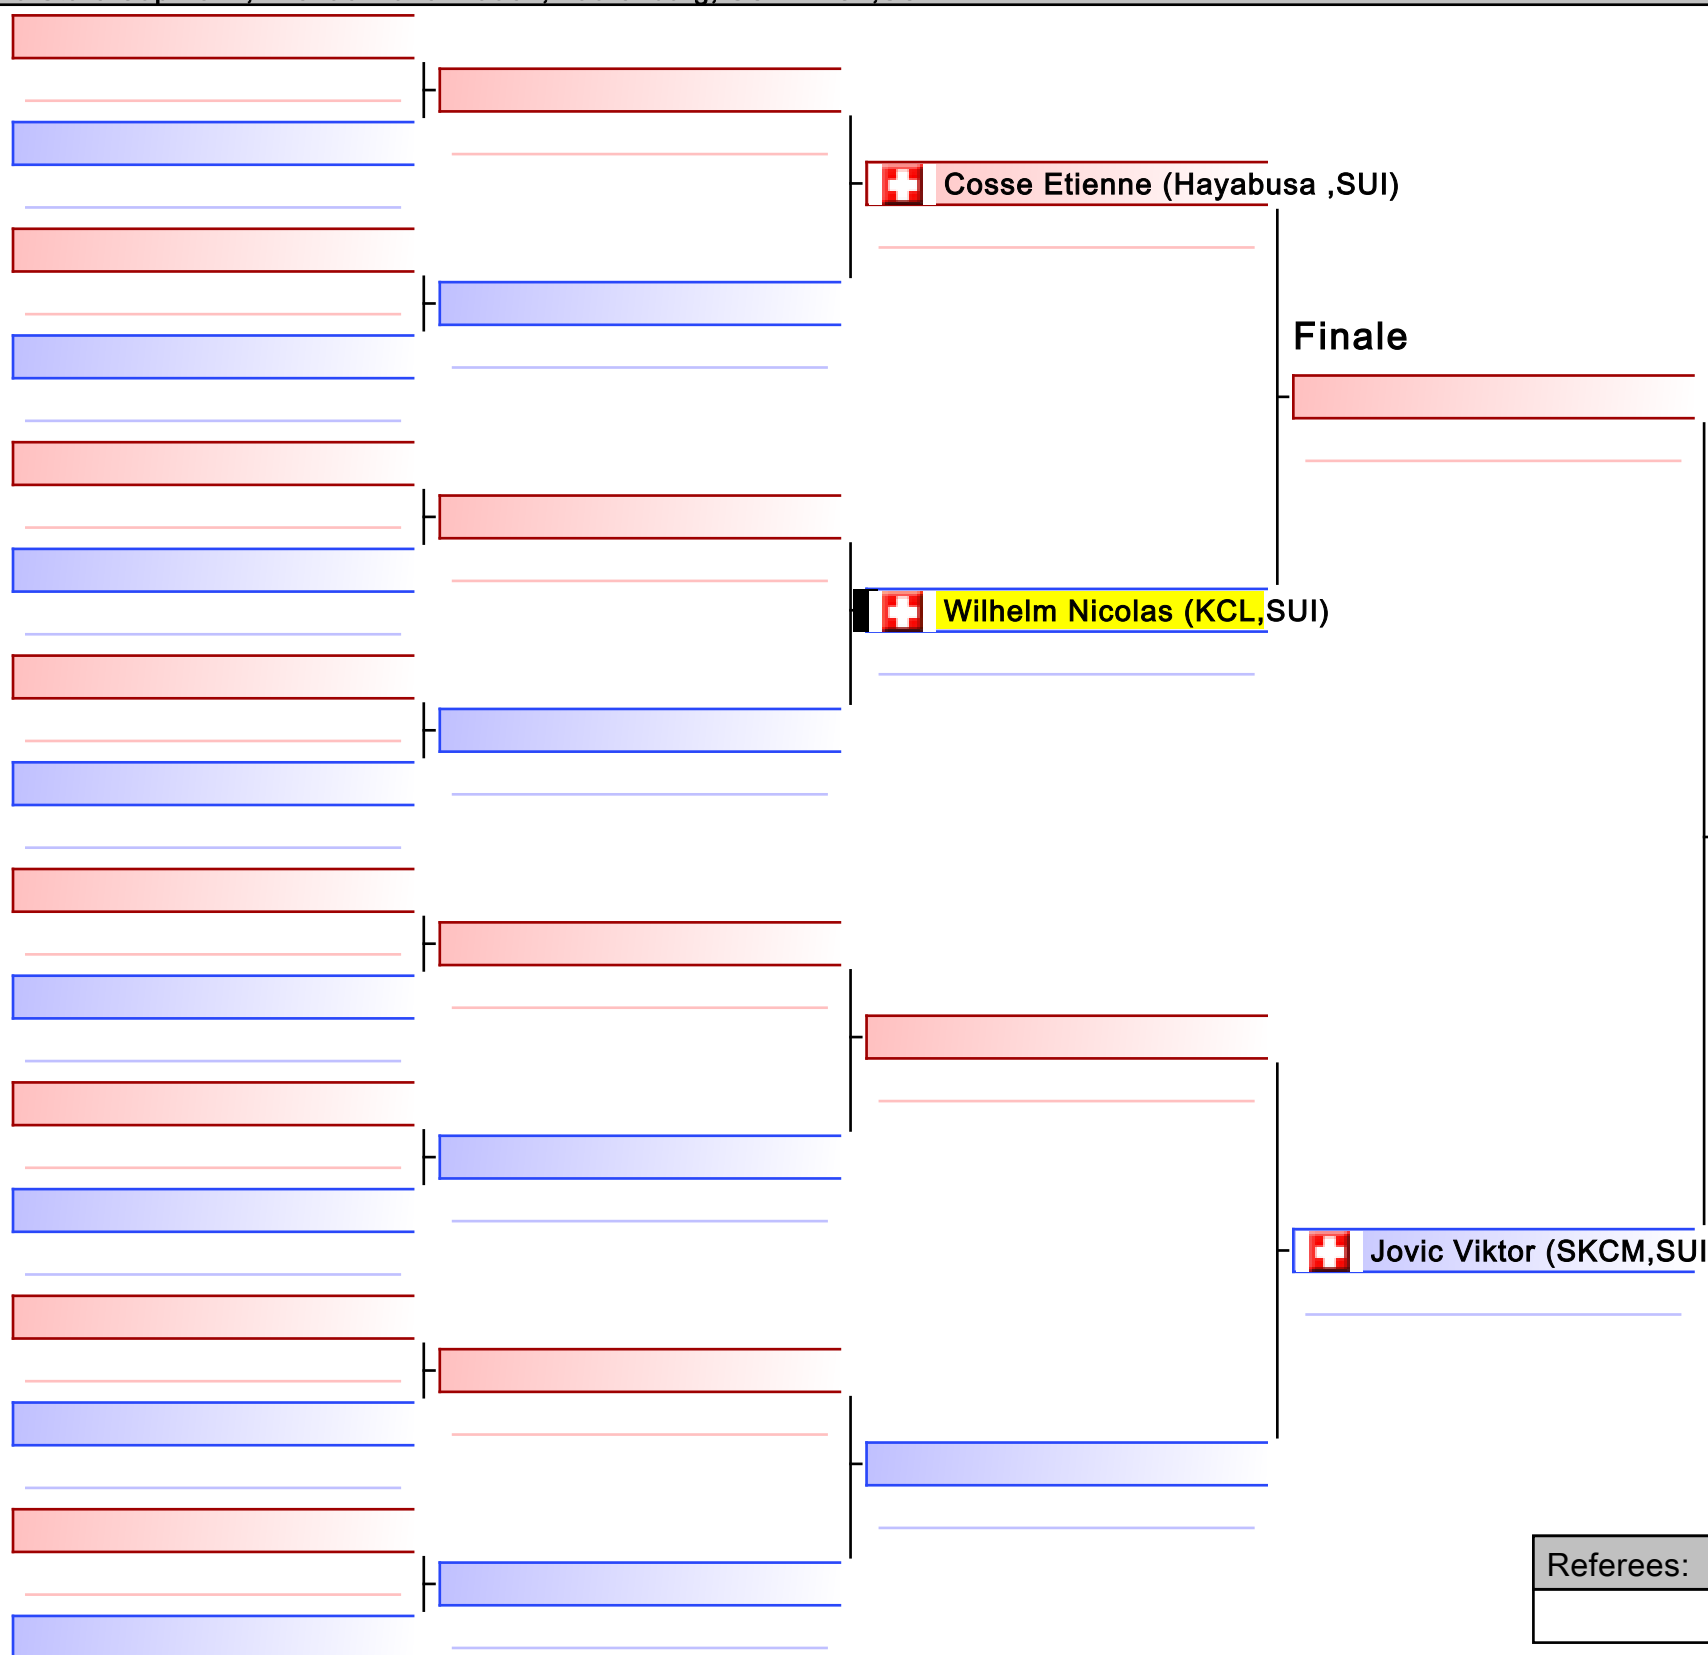 Cosse Etienne (Hayabusa ,SUI)
Finale
Wilhelm Nicolas (KCL,SUI)
Jovic Viktor (SKCM,SUI
Referees: